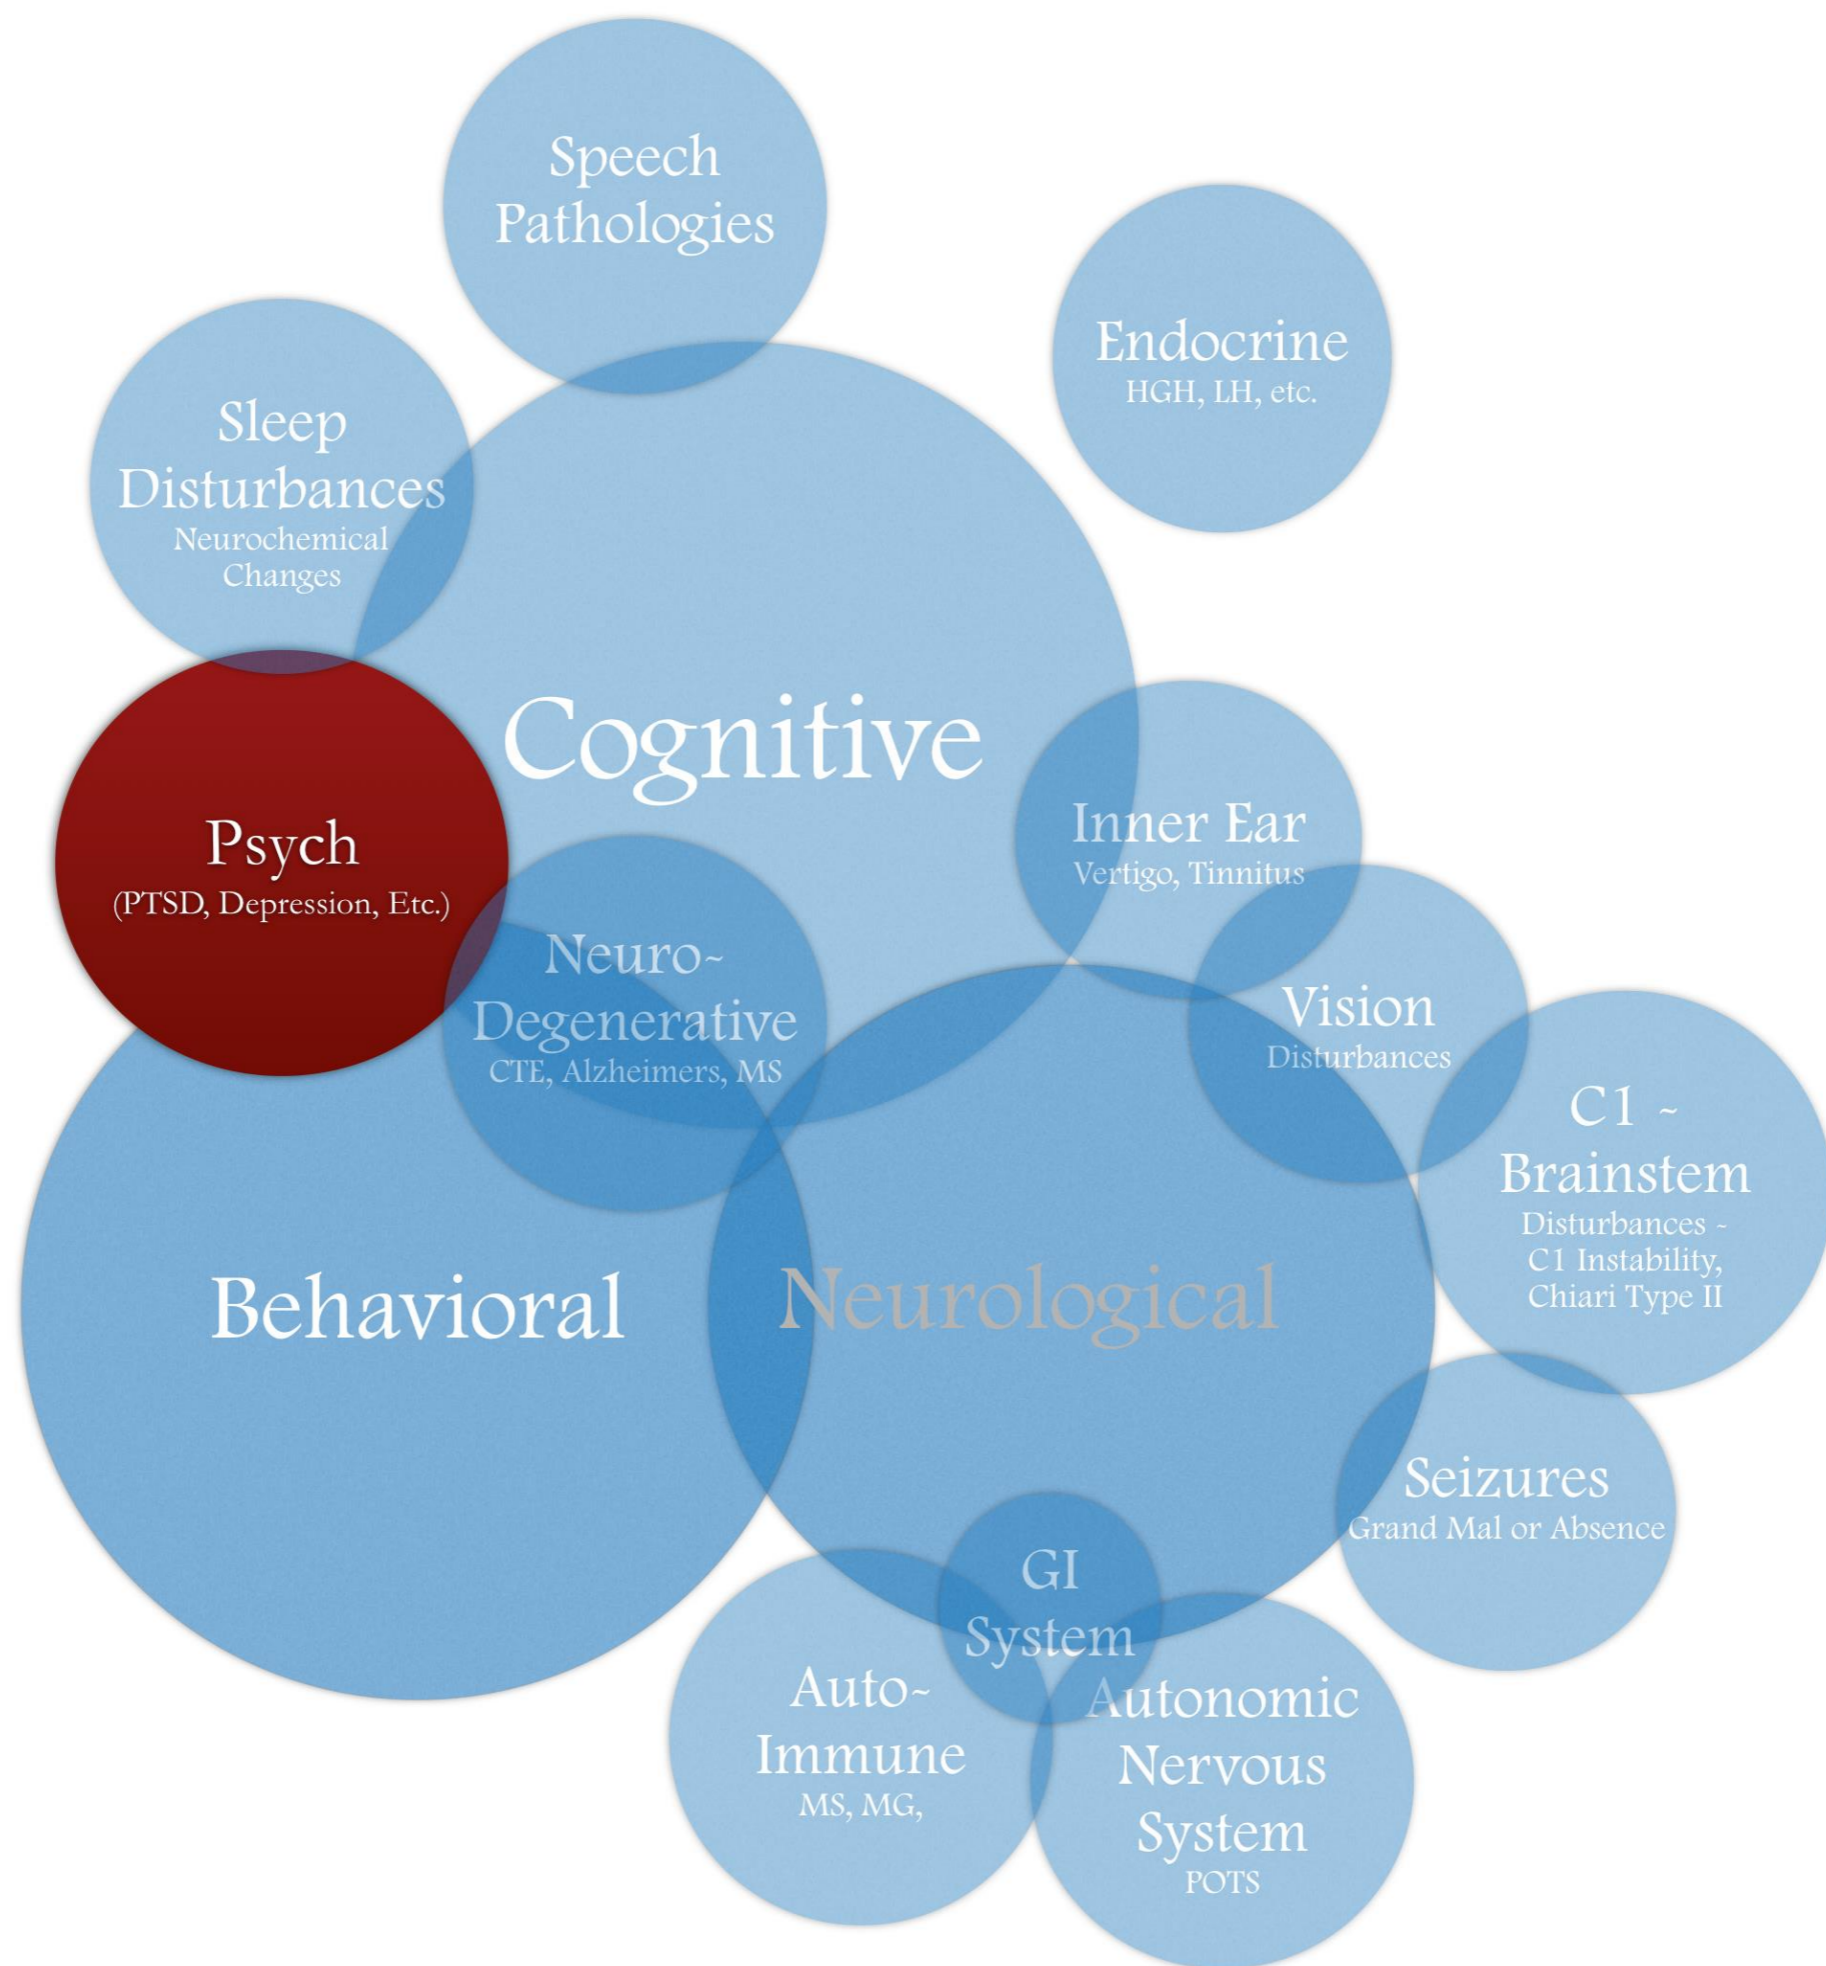 Speech
Pathologies
Endocrine
HGH, LH, etc.
Sleep
Disturbances
Neurochemical
Changes
Cognitive
Psych
(PTSD, Depression, Etc.)
Inner Ear
Vertigo, Tinnitus
Neuro-
Degenerative
CTE, Alzheimers, MS
Vision
Disturbances
C1 -
Brainstem
Disturbances -
C1 Instability,
Chiari Type II
Behavioral
Neurological
Seizures
Grand Mal or Absence
GI
System
Auto-
Immune
MS, MG,
Autonomic
Nervous
System
POTS